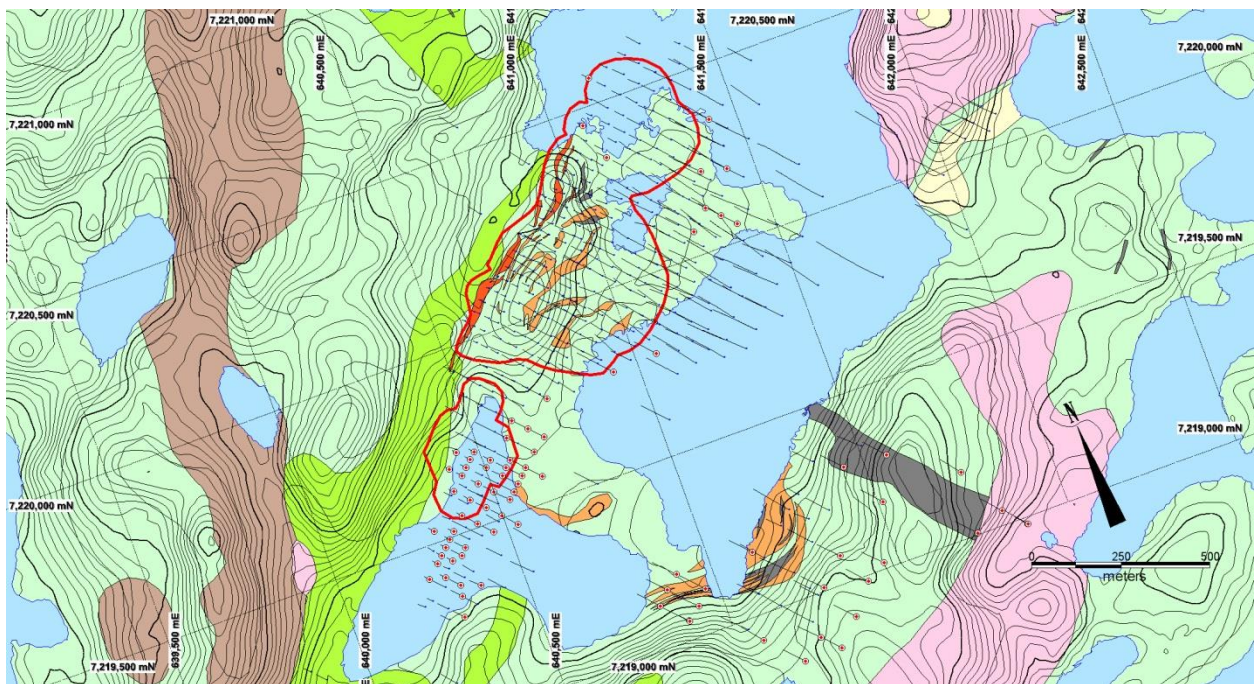 7,221,000 mN
7,220,500 mN
7,220,000 mN
640,500 mE
641,000 mE
641,500 mE
642,000 mE
642,500 mE
7,221,000 mN
7,219,500 mN
7,220,500 mN
N
7,219,000 mN
7,220,000 mN
0 250 500
meters
639,500 mE
640,000 mE
640,500 mE
7,219,500 mN
7,219,000 mN